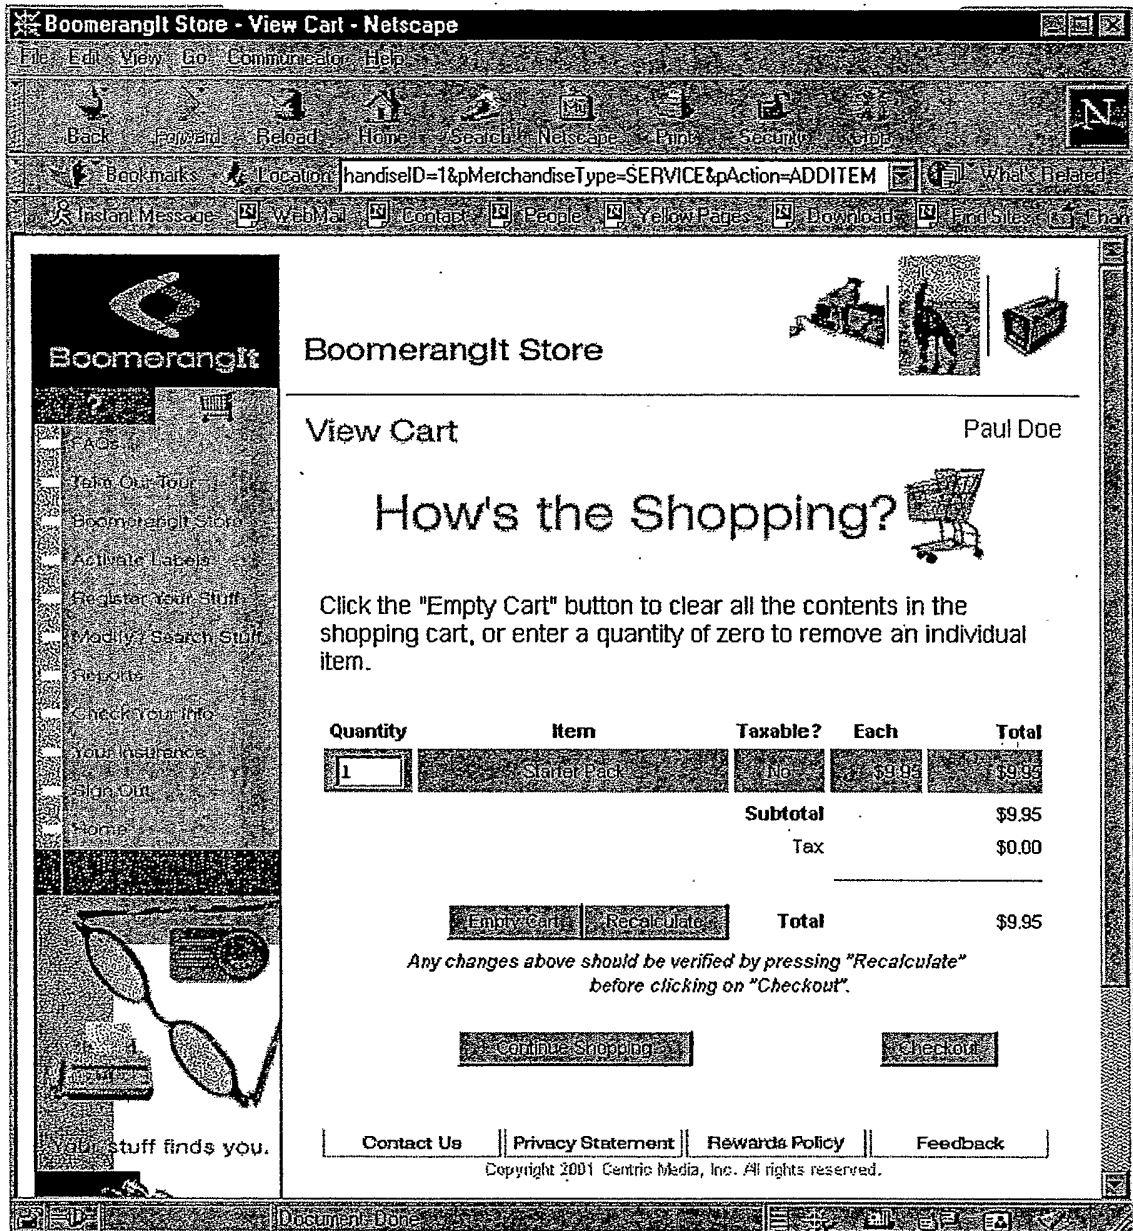 BoomerangIt Store - View Cart - Netscape
File Edit View Go Communicator Help
Back Forward Reload Home Search Netscape Print Security Stop
Bookmarks Location handiseID=1&pMerchandiseType=SERVICE&pAction=ADDITEM What's Related
Instant Message WebMail Contact People Yellow Pages Download Find Sites Chan
BoomerangIt
BoomerangIt Store
?
FAQs
Take Our Tour
BoomerangIt Store
Activate Labels
Register Your Stuff
Modify / Search Stuff
Reports
Check Your Info
Your Insurance
Sign Out
Home
Your stuff finds you.
View Cart Paul Doe
How's the Shopping?
Click the "Empty Cart" button to clear all the contents in the
shopping cart, or enter a quantity of zero to remove an individual
item.
Quantity Item Taxable? Each Total
1 Starter Pack No $9.95 $9.95
Subtotal $9.95
Tax $0.00
Empty Cart Recalculate Total $9.95
Any changes above should be verified by pressing "Recalculate"
before clicking on "Checkout".
Continue Shopping Checkout
Contact Us Privacy Statement Rewards Policy Feedback
Copyright 2001 Centric Media, Inc. All rights reserved.
Document: Done